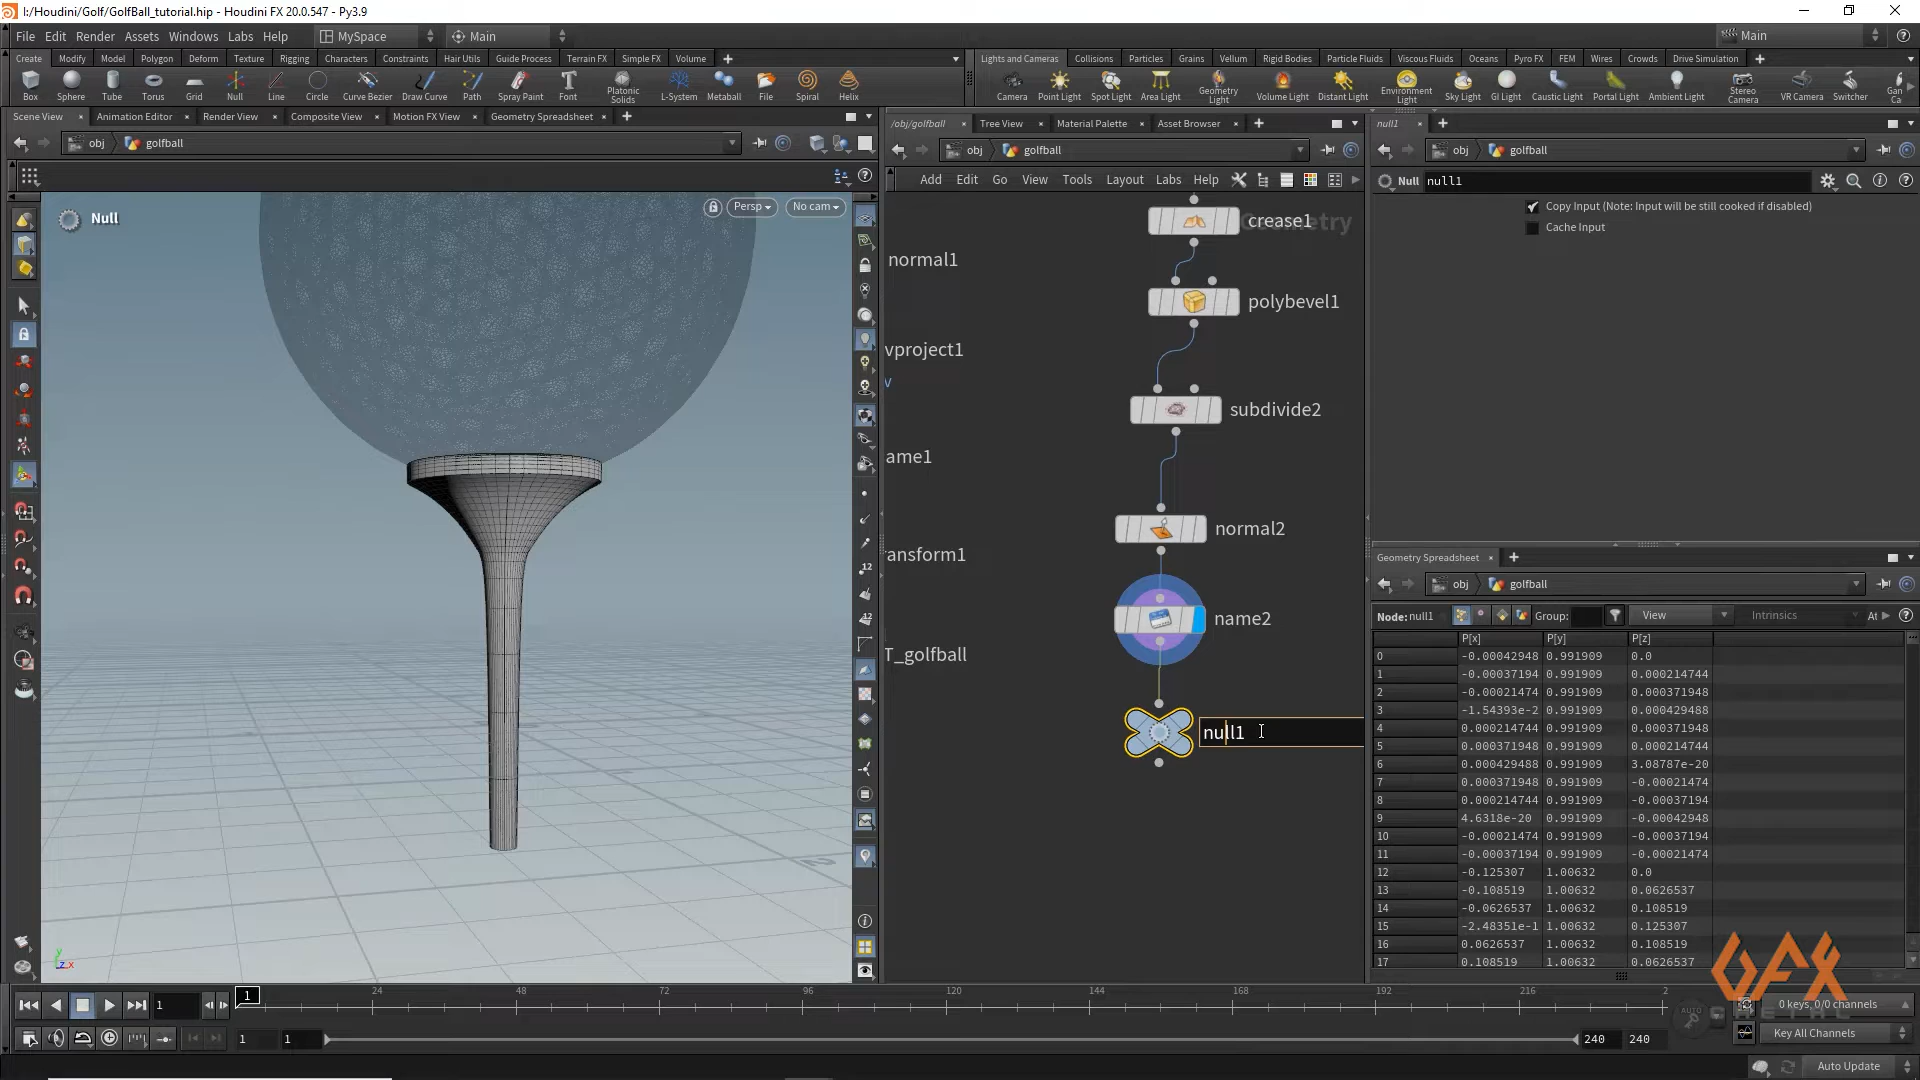 I:/Houdini/Golf/GolfBall_tutorial.hip - Houdini FX 20.0.547 - Py3.9
File Edit Render Assets Windows Labs Help MySpace Main Main
Create Modify Model Polygon Deform Texture Rigging Characters Constraints Hair Utils Guide Process Terrain FX Simple FX Volume
Lights and Cameras Collisions Particles Grains Vellum Rigid Bodies Particle Fluids Viscous Fluids Oceans Pyro FX FEM Wires Crowds Drive Simulation
Box Sphere Tube Torus Grid Null Line Circle Curve Bezier Draw Curve Path Spray Paint Font Platonic Solids L-System Metaball File Spiral Helix
Camera Point Light Spot Light Area Light Geometry Light Volume Light Distant Light Environment Light Sky Light GI Light Caustic Light Portal Light Ambient Light Stereo Camera VR Camera Switcher Gan Ca
Scene View Animation Editor Render View Composite View Motion FX View Geometry Spreadsheet
/obj/golfball Tree View Material Palette Asset Browser
null1
obj golfball
obj golfball
obj golfball
Add Edit Go View Tools Layout Labs Help
Null null1
Copy Input (Note: Input will be still cooked if disabled)
Cache Input
Null
Persp No cam
Geometry
crease1
normal1
polybevel1
vproject1
v
subdivide2
ame1
normal2
ansform1
name2
T_golfball
null1
Geometry Spreadsheet
obj golfball
Node: null1 Group: View Intrinsics At
P[x] P[y] P[z]
0 -0.00042948 0.991909 0.0
1 -0.00037194 0.991909 0.000214744
2 -0.00021474 0.991909 0.000371948
3 -1.54393e-2 0.991909 0.000429488
4 0.000214744 0.991909 0.000371948
5 0.000371948 0.991909 0.000214744
6 0.000429488 0.991909 3.08787e-20
7 0.000371948 0.991909 -0.00021474
8 0.000214744 0.991909 -0.00037194
9 4.6318e-20 0.991909 -0.00042948
10 -0.00021474 0.991909 -0.00037194
11 -0.00037194 0.991909 -0.00021474
12 -0.125307 1.00632 0.0
13 -0.108519 1.00632 0.0626537
14 -0.0626537 1.00632 0.108519
15 -2.48351e-1 1.00632 0.125307
16 0.0626537 1.00632 0.108519
17 0.108519 1.00632 0.0626537
GFX
1 1 24 48 72 96 120 144 168 192 216 2
0 keys, 0/0 channels
1 1 240 240
Key All Channels
Auto Update